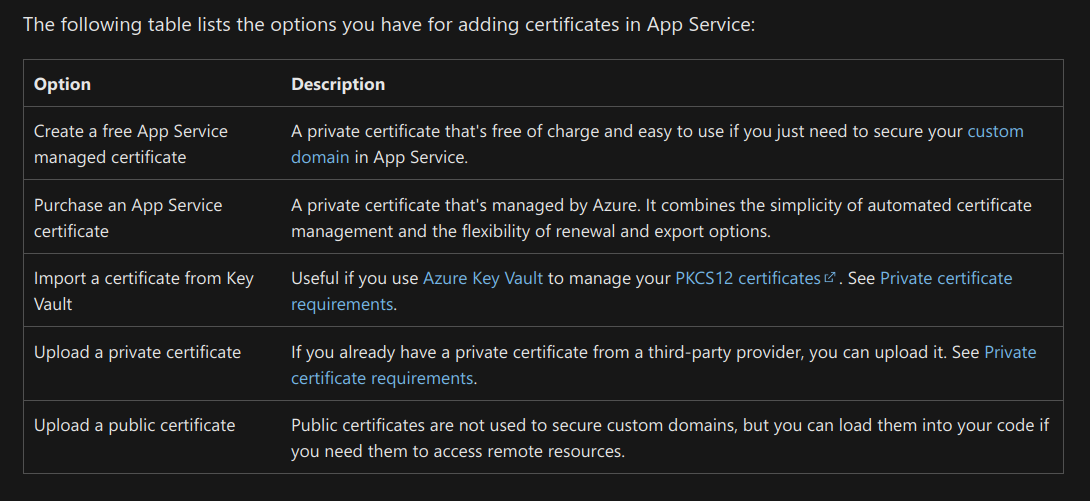 The following table lists the options you have for adding certificates in App Service:
Option
Description
Create a free App Service
managed certificate
A private certificate that's free of charge and easy to use if you just need to secure your custom
domain in App Service.
Purchase an App Service
certificate
A private certificate that's managed by Azure. It combines the simplicity of automated certificate
management and the flexibility of renewal and export options.
Import a certificate from Key
Vault
Useful if you use Azure Key Vault to manage your PKCS12 certificates. See Private certificate
requirements.
Upload a private certificate
If you already have a private certificate from a third-party provider, you can upload it. See Private
certificate requirements.
Upload a public certificate
Public certificates are not used to secure custom domains, but you can load them into your code if
you need them to access remote resources.